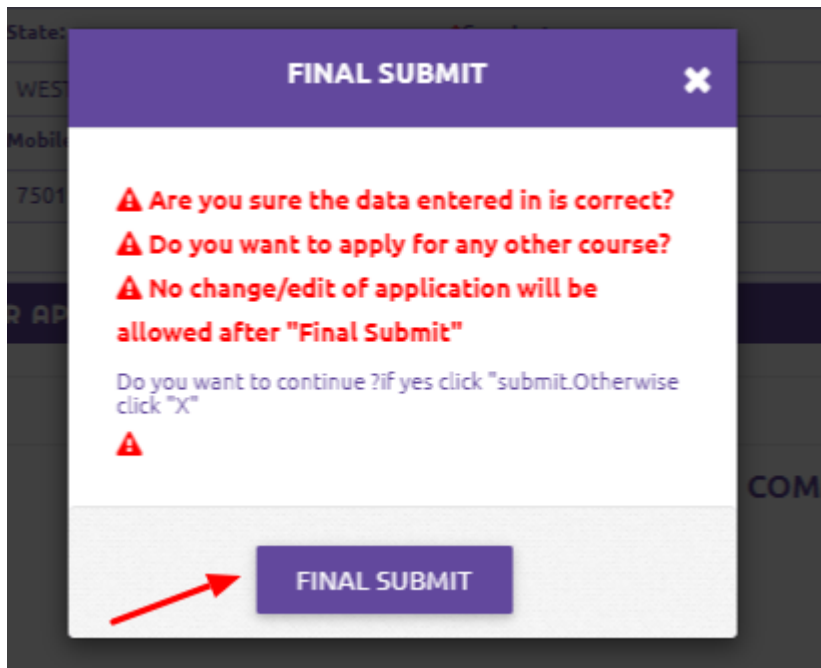 State:
WEST
FINAL SUBMIT
Mobile
7501
Are you sure the data entered in is correct?
Do you want to apply for any other course?
No change/edit of application will be
allowed after "Final Submit"
R AP
Do you want to continue ?if yes click "submit.Otherwise
click "X"
COM
FINAL SUBMIT